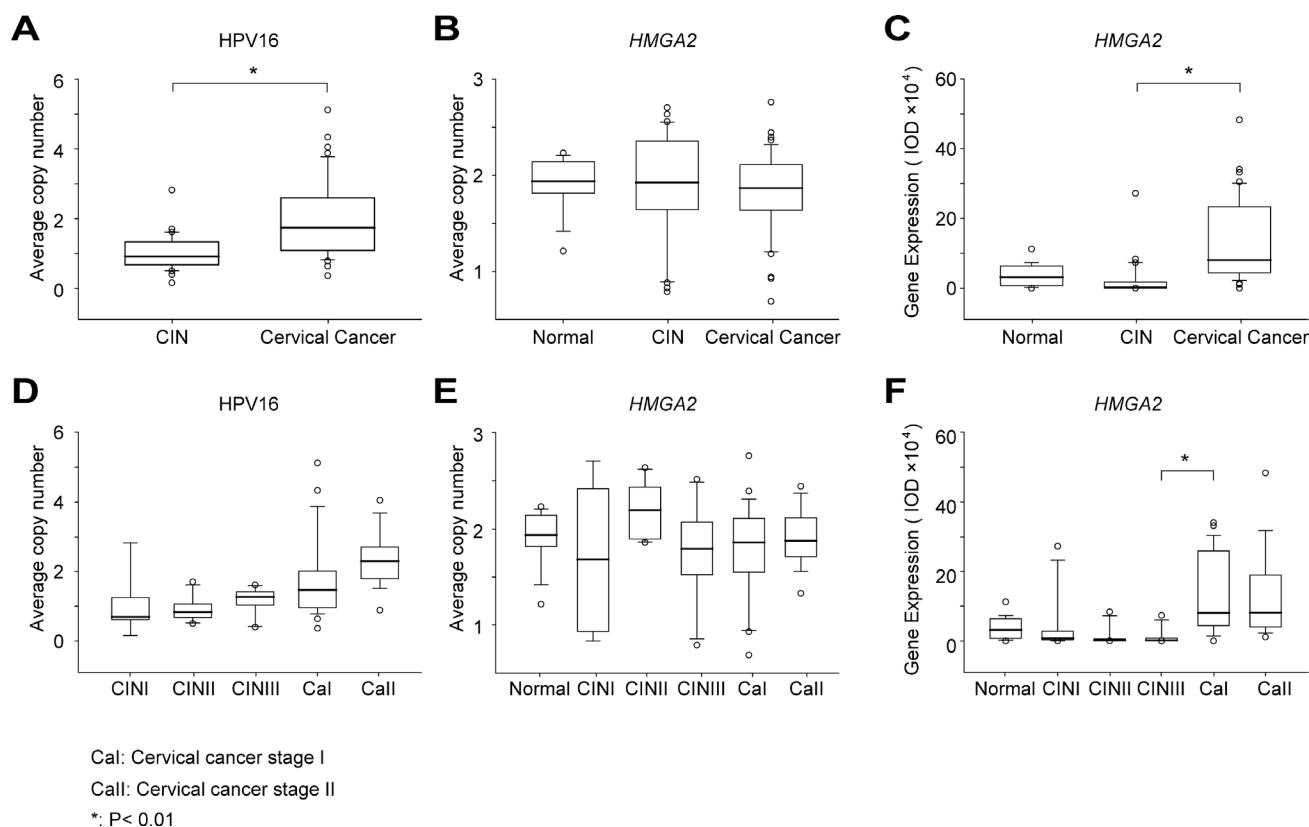 A
HPV16
*
Average copy number
6
4
2
0
CIN
Cervical Cancer
B
HMGA2
Average copy number
3
2
1
Normal
CIN
Cervical Cancer
C
HMGA2
*
Gene Expression ( IOD ×10⁴)
60
40
20
0
Normal
CIN
Cervical Cancer
D
HPV16
Average copy number
6
4
2
0
CINI
CINII
CINIII
CaI
CaII
E
HMGA2
Average copy number
3
2
1
Normal
CINI
CINII
CINIII
CaI
CaII
F
HMGA2
*
Gene Expression ( IOD ×10⁴)
60
40
20
0
Normal
CINI
CINII
CINIII
CaI
CaII
CaI: Cervical cancer stage I
CaII: Cervical cancer stage II
*: P< 0.01